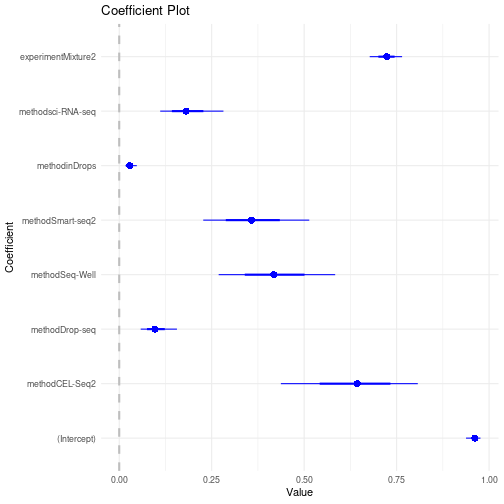 Coefficient Plot
Coefficient
experimentMixture2
methodsci-RNA-seq
methodinDrops
methodSmart-seq2
methodSeq-Well
methodDrop-seq
methodCEL-Seq2
(Intercept)
0.00 0.25 0.50 0.75 1.00
Value